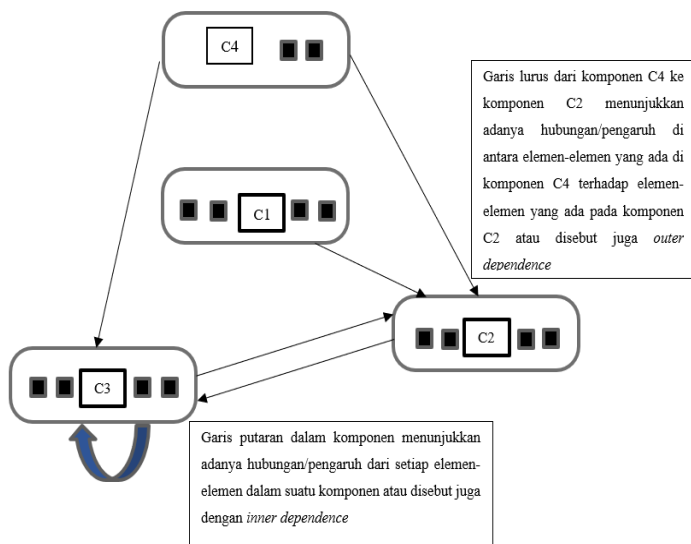 C4
Garis lurus dari komponen C4 ke
komponen C2 menunjukkan
adanya hubungan/pengaruh di
antara elemen-elemen yang ada di
komponen C4 terhadap elemen-
elemen yang ada pada komponen
C2 atau disebut juga outer
dependence
C1
C2
C3
Garis putaran dalam komponen menunjukkan
adanya hubungan/pengaruh dari setiap elemen-
elemen dalam suatu komponen atau disebut juga
dengan inner dependence